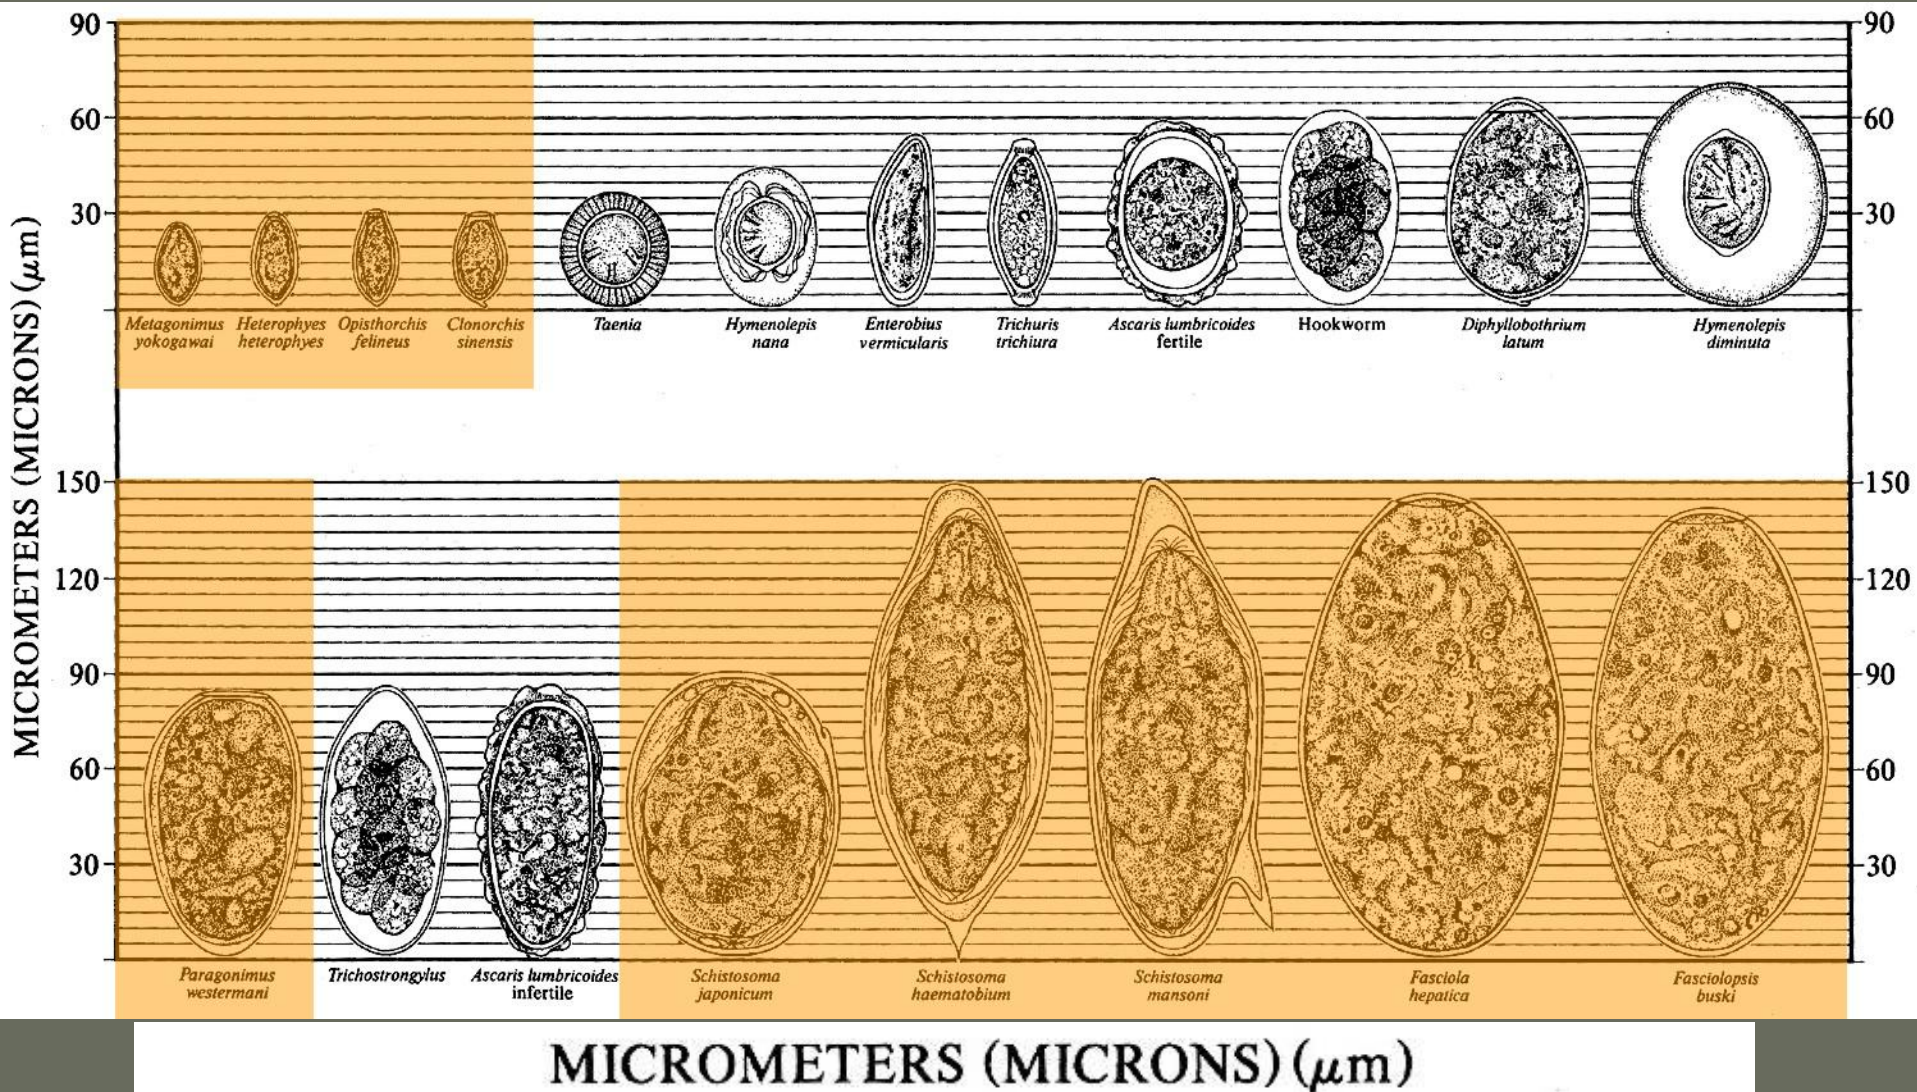 90
90
60
60
30
30
MICROMETERS (MICRONS) (μm)
Metagonimus
yokogawai
Heterophyes
heterophyes
Opisthorchis
felineus
Clonorchis
sinensis
Taenia
Hymenolepis
nana
Enterobius
vermicularis
Trichuris
trichiura
Ascaris lumbricoides
fertile
Hookworm
Diphyllobothrium
latum
Hymenolepis
diminuta
150
150
120
120
90
90
60
60
30
30
Paragonimus
westermani
Trichostrongylus
Ascaris lumbricoides
infertile
Schistosoma
japonicum
Schistosoma
haematobium
Schistosoma
mansoni
Fasciola
hepatica
Fasciolopsis
buski
MICROMETERS (MICRONS) (μm)